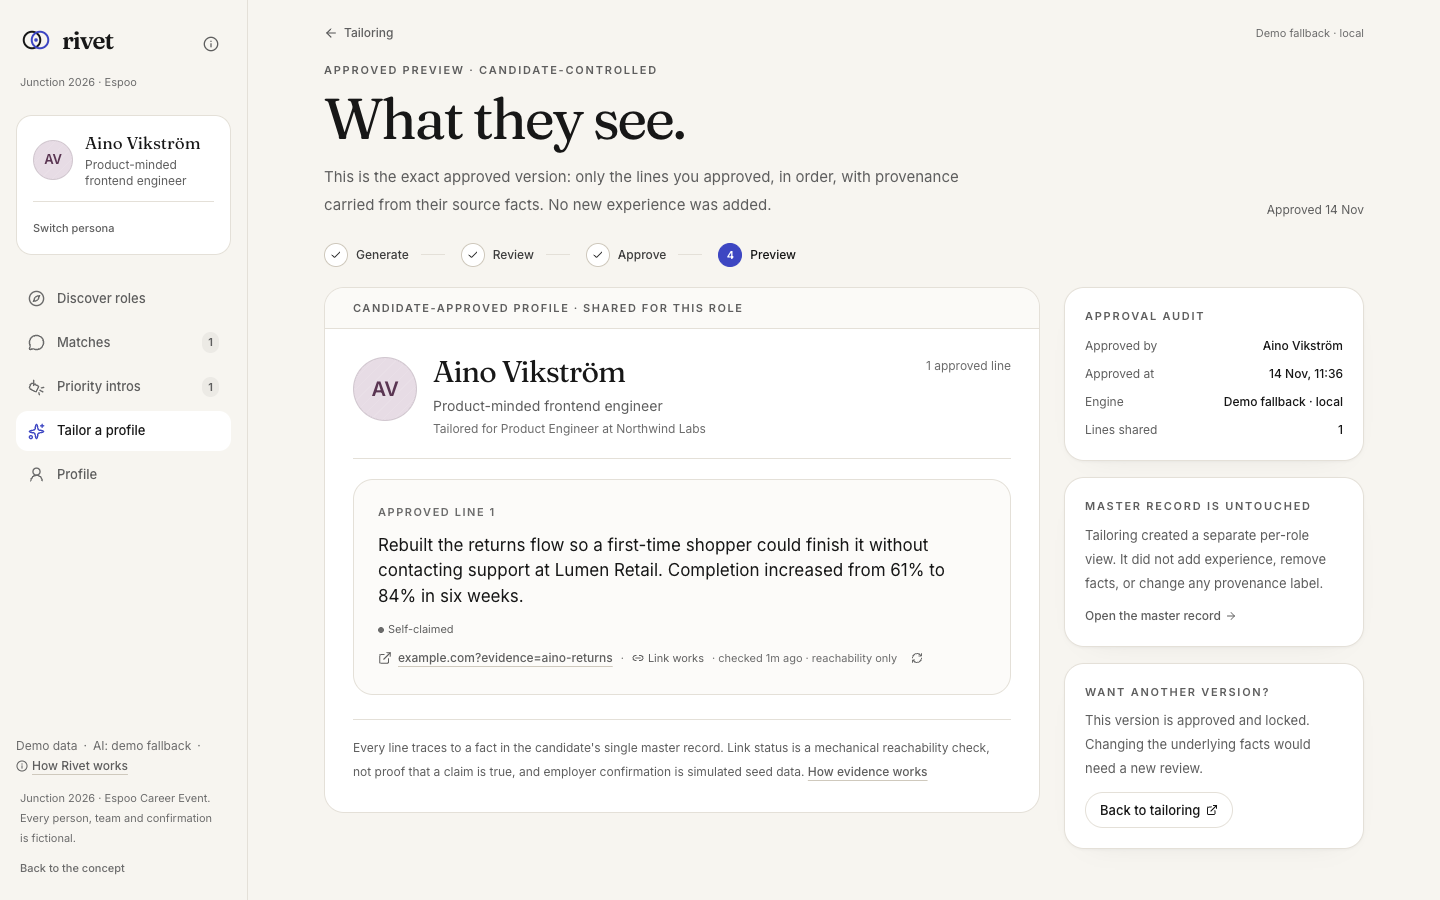 rivet
Junction 2026 · Espoo
AV
Aino Vikström
Product-minded
frontend engineer
Switch persona
Discover roles
Matches 1
Priority intros 1
Tailor a profile
Profile
Demo data · AI: demo fallback ·
How Rivet works
Junction 2026 · Espoo Career Event.
Every person, team and confirmation
is fictional.
Back to the concept
← Tailoring
Demo fallback · local
APPROVED PREVIEW · CANDIDATE-CONTROLLED
What they see.
This is the exact approved version: only the lines you approved, in order, with provenance
carried from their source facts. No new experience was added.
Approved 14 Nov
Generate
Review
Approve
4 Preview
CANDIDATE-APPROVED PROFILE · SHARED FOR THIS ROLE
AV
Aino Vikström
1 approved line
Product-minded frontend engineer
Tailored for Product Engineer at Northwind Labs
APPROVED LINE 1
Rebuilt the returns flow so a first-time shopper could finish it without
contacting support at Lumen Retail. Completion increased from 61% to
84% in six weeks.
Self-claimed
example.com?evidence=aino-returns · Link works · checked 1m ago · reachability only
Every line traces to a fact in the candidate's single master record. Link status is a mechanical reachability check,
not proof that a claim is true, and employer confirmation is simulated seed data. How evidence works
APPROVAL AUDIT
Approved by Aino Vikström
Approved at 14 Nov, 11:36
Engine Demo fallback · local
Lines shared 1
MASTER RECORD IS UNTOUCHED
Tailoring created a separate per-role
view. It did not add experience, remove
facts, or change any provenance label.
Open the master record →
WANT ANOTHER VERSION?
This version is approved and locked.
Changing the underlying facts would
need a new review.
Back to tailoring